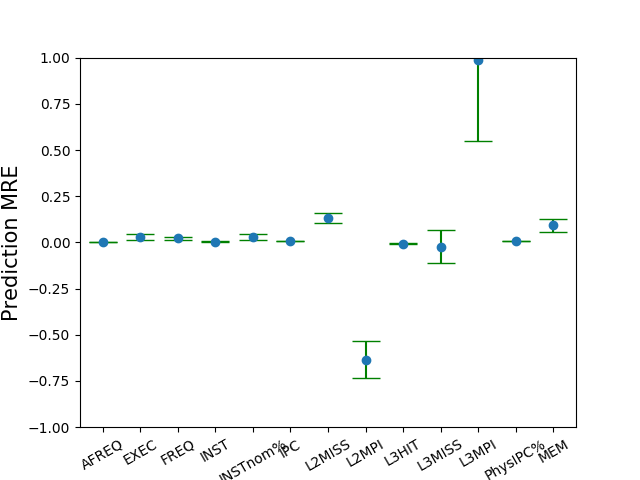 1.00
0.75
0.50
0.25
0.00
−0.25
−0.50
−0.75
−1.00
Prediction MRE
AFREQ
EXEC
FREQ
INST
INSTnom%
IPC
L2MISS
L2MPI
L3HIT
L3MISS
L3MPI
PhysIPC%
MEM